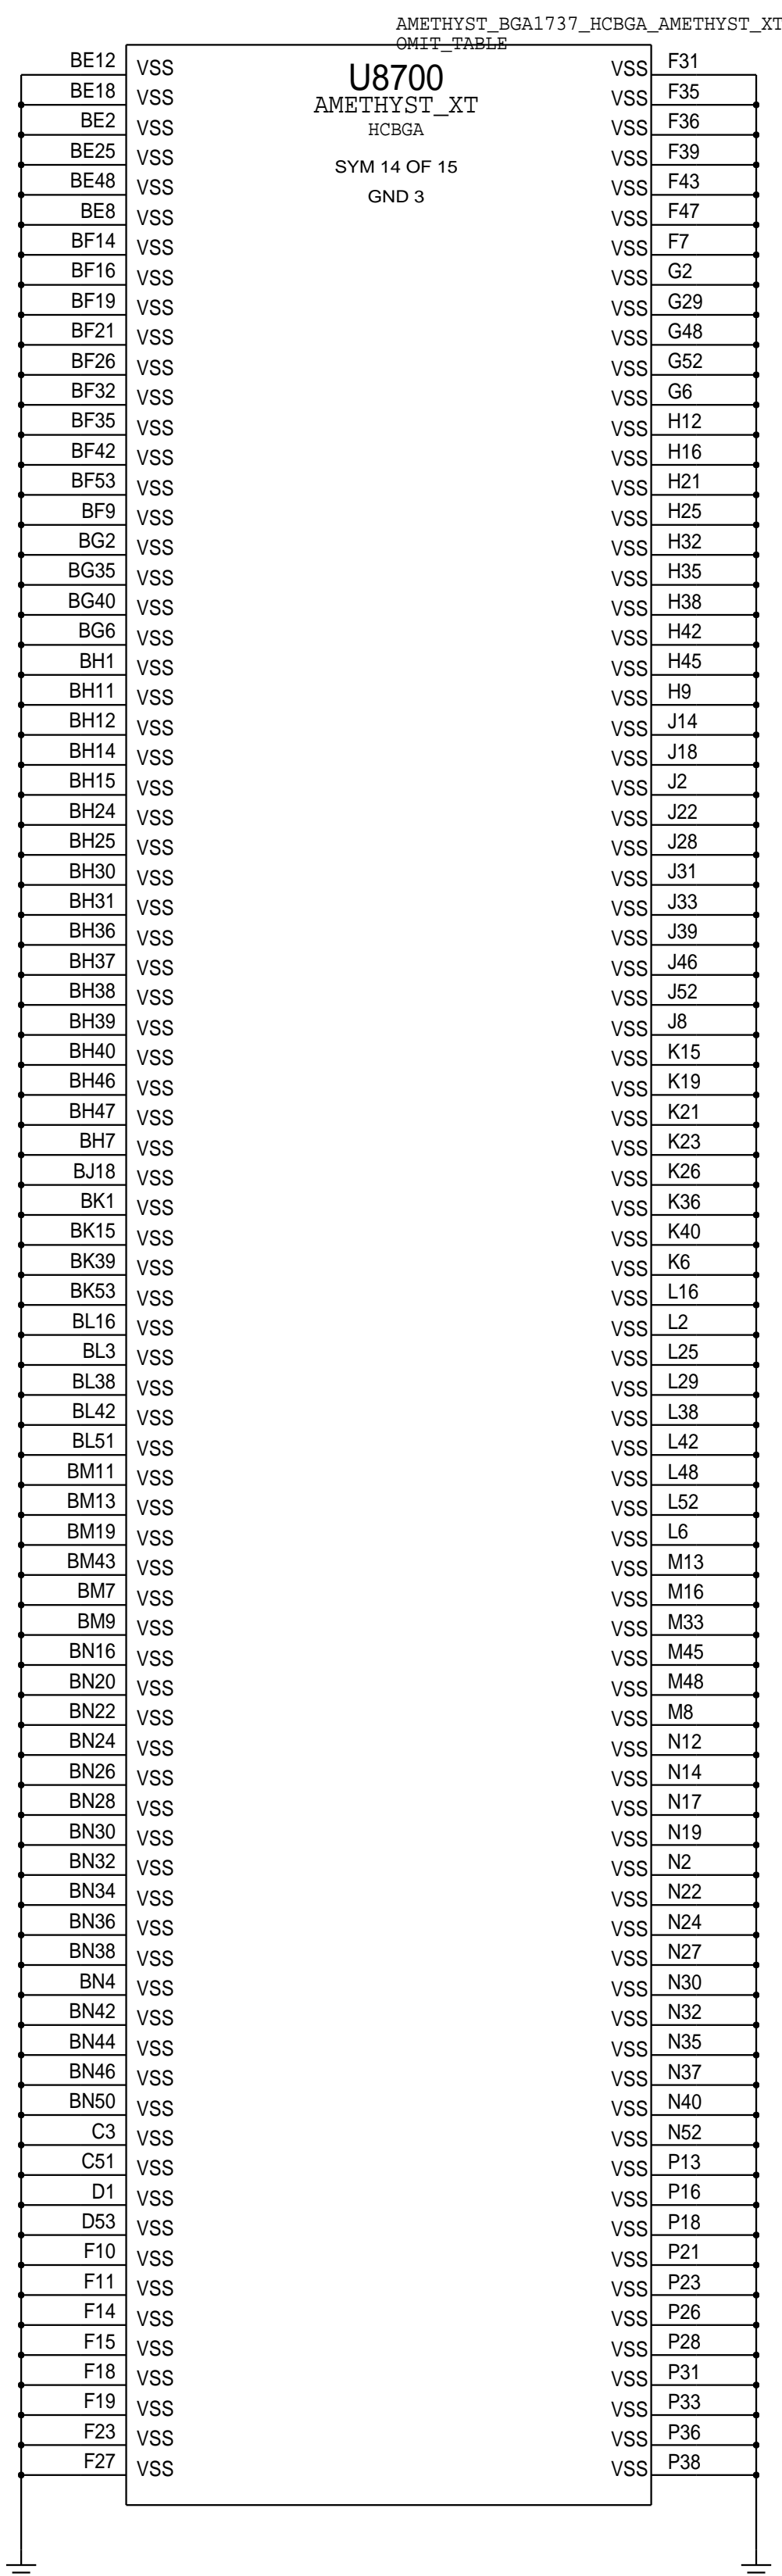 AMETHYST_BGA1737_HCBGA_AMETHYST_XT
OMIT_TABLE
U8700
AMETHYST_XT
HCBGA
SYM 14 OF 15
GND 3
BE12 VSS VSS F31
BE18 VSS VSS F35
BE2 VSS VSS F36
BE25 VSS VSS F39
BE48 VSS VSS F43
BE8 VSS VSS F47
BF14 VSS VSS F7
BF16 VSS VSS G2
BF19 VSS VSS G29
BF21 VSS VSS G48
BF26 VSS VSS G52
BF32 VSS VSS G6
BF35 VSS VSS H12
BF42 VSS VSS H16
BF53 VSS VSS H21
BF9 VSS VSS H25
BG2 VSS VSS H32
BG35 VSS VSS H35
BG40 VSS VSS H38
BG6 VSS VSS H42
BH1 VSS VSS H45
BH11 VSS VSS H9
BH12 VSS VSS J14
BH14 VSS VSS J18
BH15 VSS VSS J2
BH24 VSS VSS J22
BH25 VSS VSS J28
BH30 VSS VSS J31
BH31 VSS VSS J33
BH36 VSS VSS J39
BH37 VSS VSS J46
BH38 VSS VSS J52
BH39 VSS VSS J8
BH40 VSS VSS K15
BH46 VSS VSS K19
BH47 VSS VSS K21
BH7 VSS VSS K23
BJ18 VSS VSS K26
BK1 VSS VSS K36
BK15 VSS VSS K40
BK39 VSS VSS K6
BK53 VSS VSS L16
BL16 VSS VSS L2
BL3 VSS VSS L25
BL38 VSS VSS L29
BL42 VSS VSS L38
BL51 VSS VSS L42
BM11 VSS VSS L48
BM13 VSS VSS L52
BM19 VSS VSS L6
BM43 VSS VSS M13
BM7 VSS VSS M16
BM9 VSS VSS M33
BN16 VSS VSS M45
BN20 VSS VSS M48
BN22 VSS VSS M8
BN24 VSS VSS N12
BN26 VSS VSS N14
BN28 VSS VSS N17
BN30 VSS VSS N19
BN32 VSS VSS N2
BN34 VSS VSS N22
BN36 VSS VSS N24
BN38 VSS VSS N27
BN4 VSS VSS N30
BN42 VSS VSS N32
BN44 VSS VSS N35
BN46 VSS VSS N37
BN50 VSS VSS N40
C3 VSS VSS N52
C51 VSS VSS P13
D1 VSS VSS P16
D53 VSS VSS P18
F10 VSS VSS P21
F11 VSS VSS P23
F14 VSS VSS P26
F15 VSS VSS P28
F18 VSS VSS P31
F19 VSS VSS P33
F23 VSS VSS P36
F27 VSS VSS P38